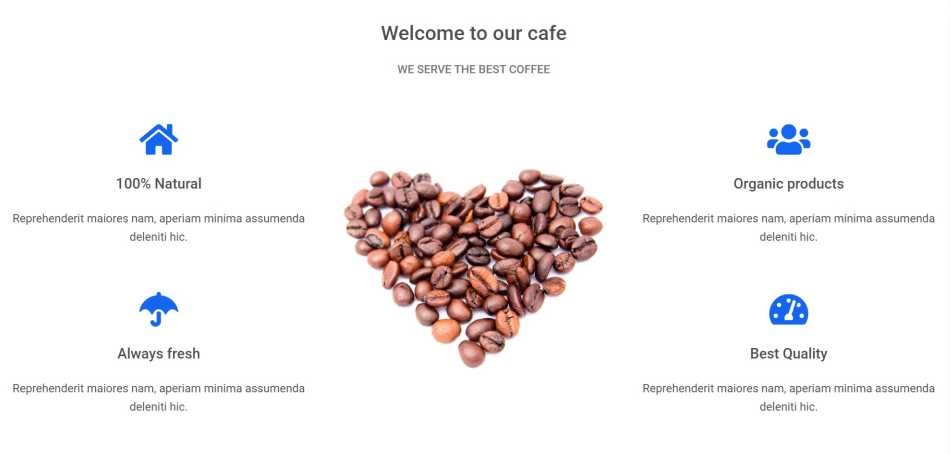 Welcome to our cafe
WE SERVE THE BEST COFFEE
100% Natural
Reprehenderit maiores nam, aperiam minima assumenda
deleniti hic.
Always fresh
Reprehenderit maiores nam, aperiam minima assumenda
deleniti hic.
Organic products
Reprehenderit maiores nam, aperiam minima assumenda
deleniti hic.
Best Quality
Reprehenderit maiores nam, aperiam minima assumenda
deleniti hic.